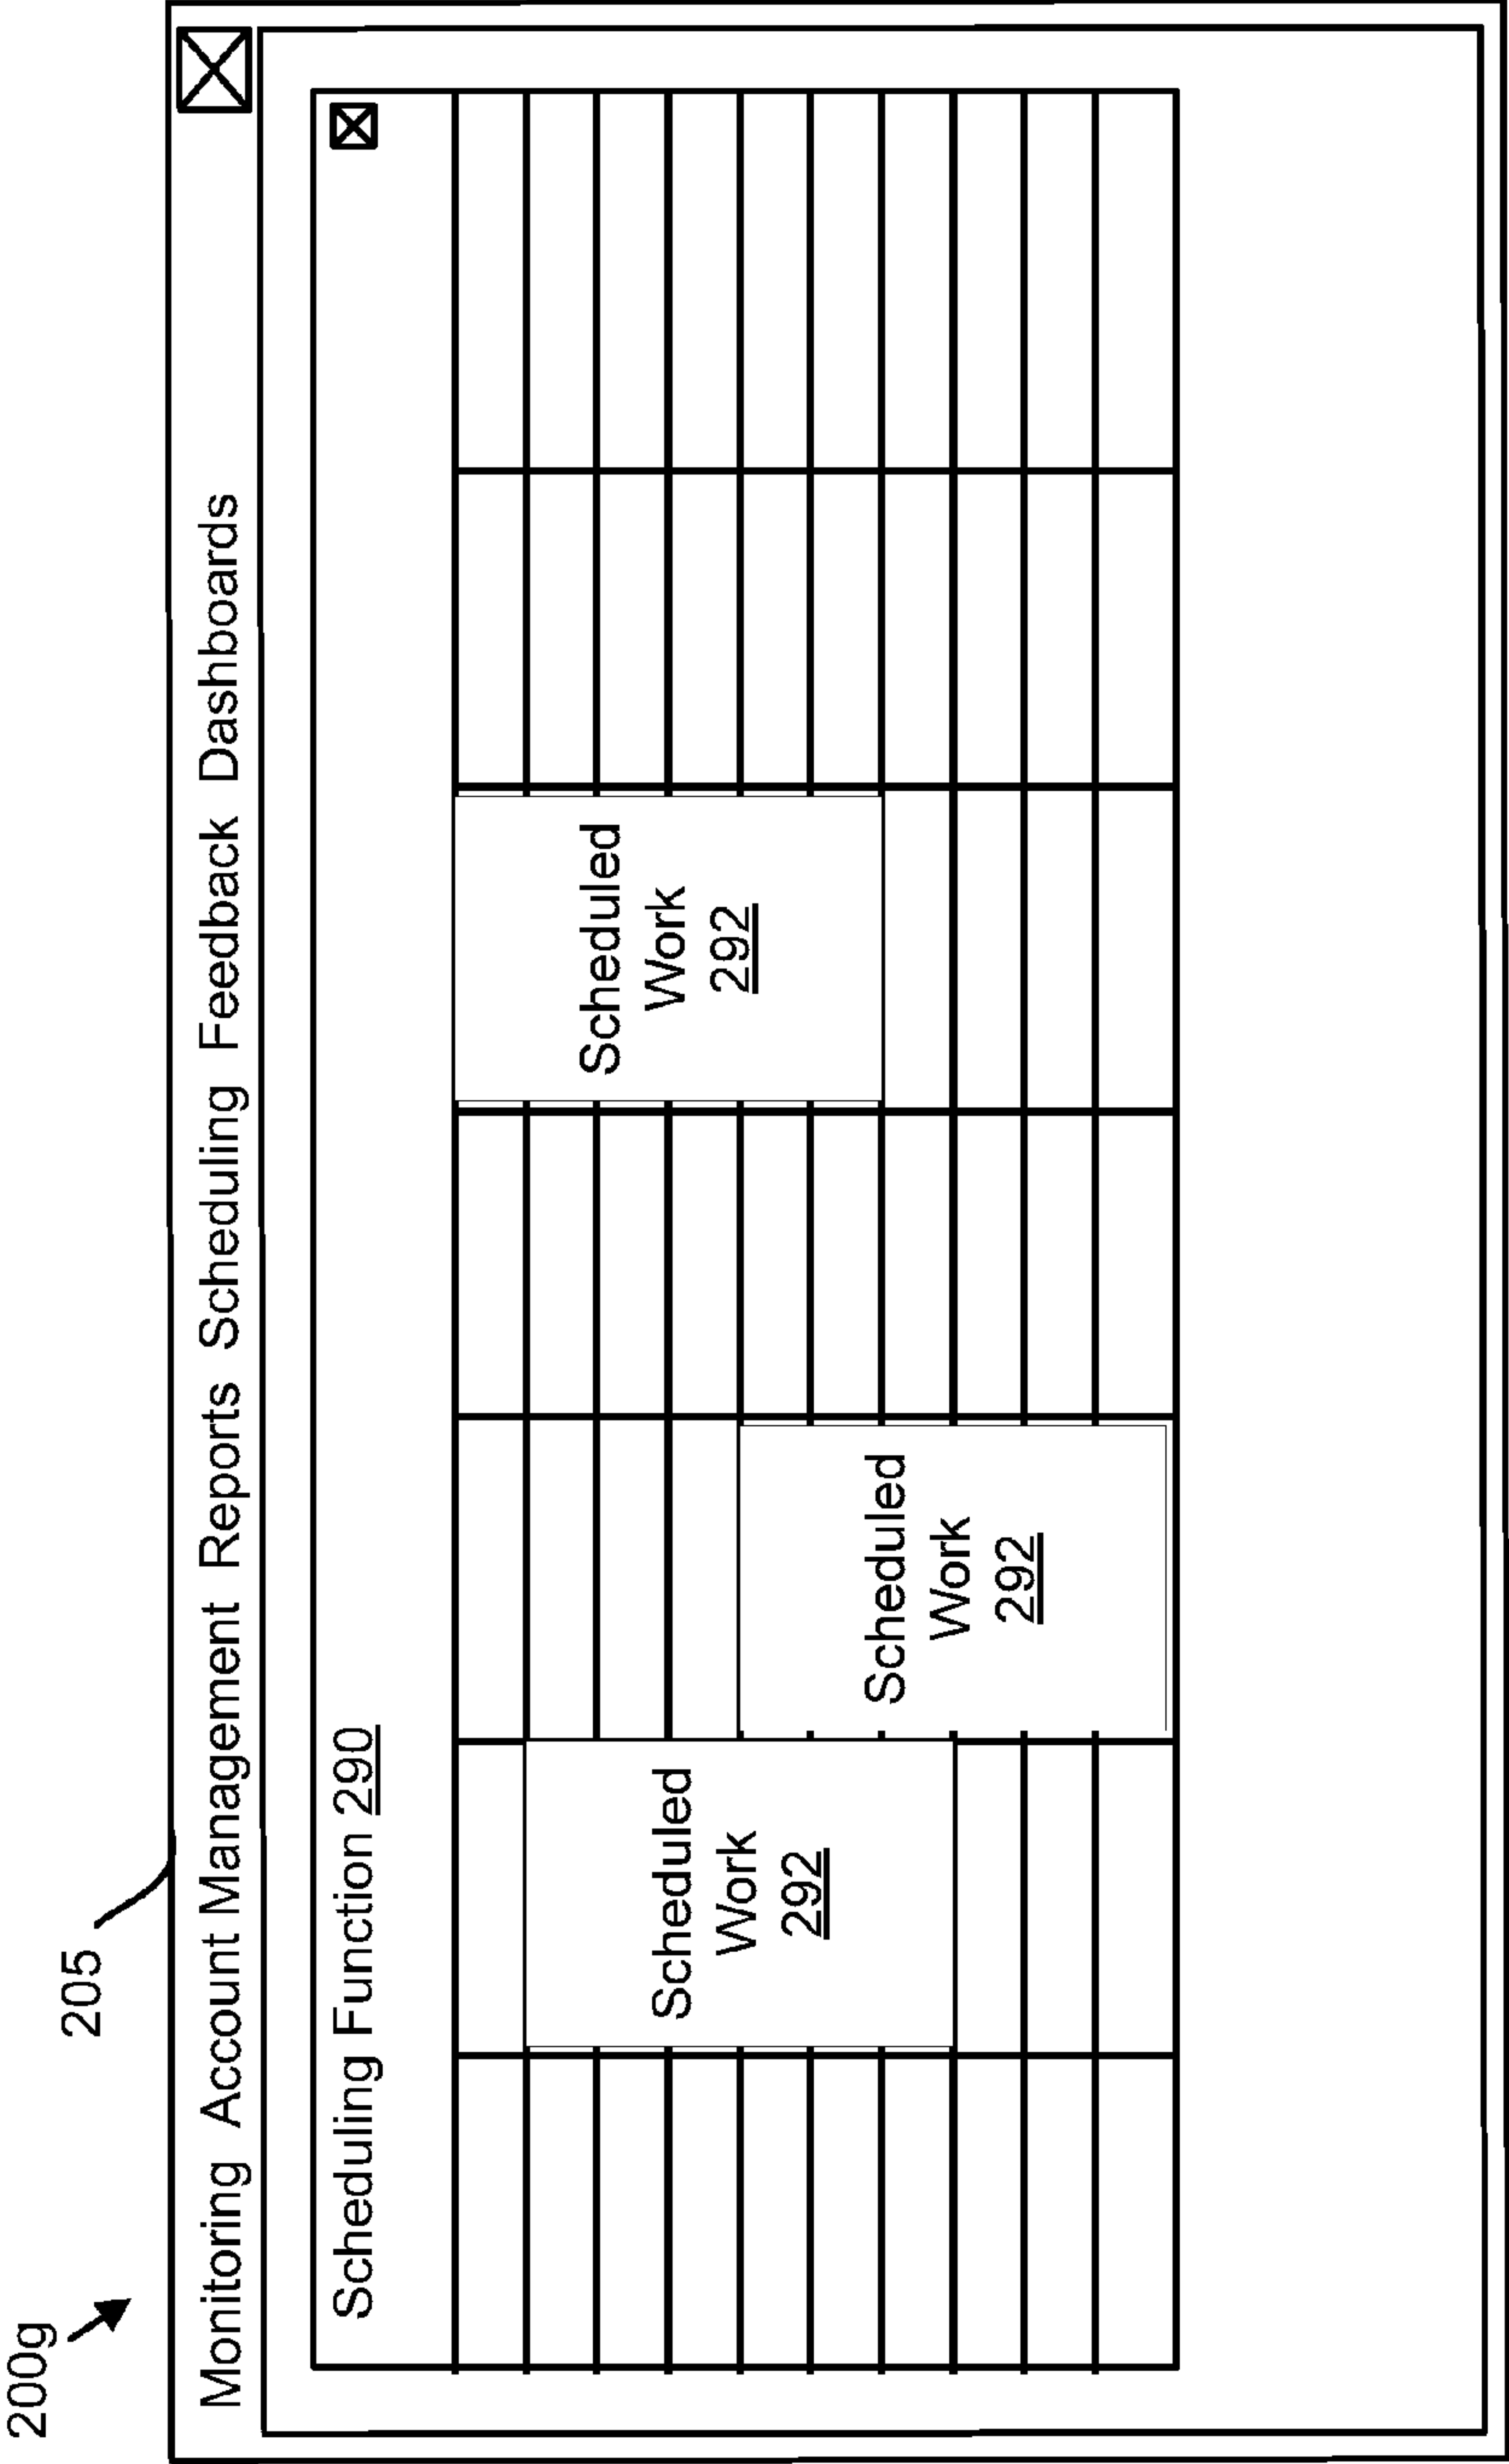 200g
205
Monitoring Account Management Reports Scheduling Feedback Dashboards
Scheduling Function 290
Scheduled
Work
292
Scheduled
Work
292
Scheduled
Work
292